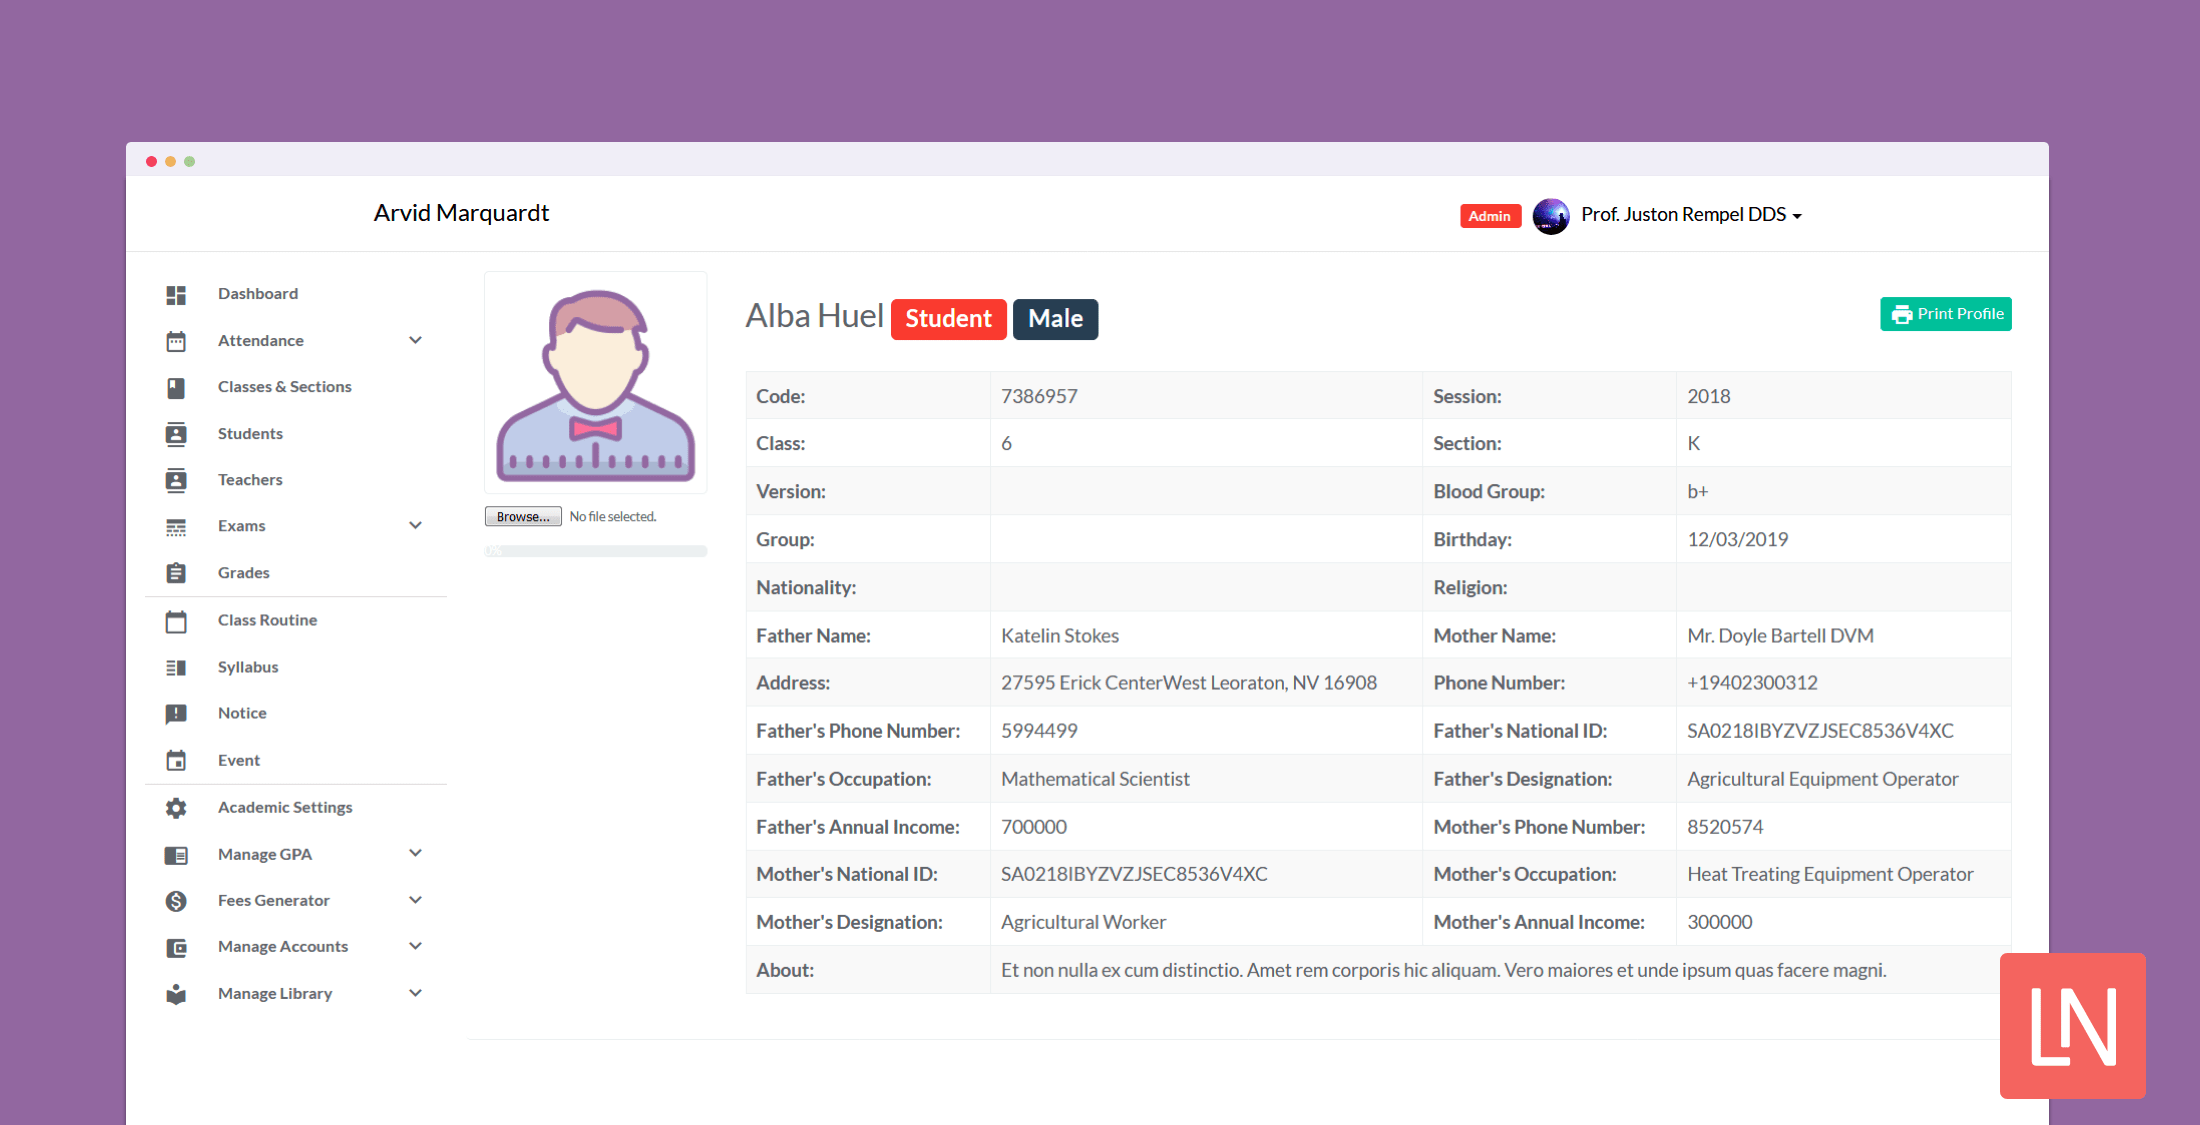 Arvid Marquardt
Admin
Prof. Juston Rempel DDS
Dashboard
Attendance
Classes & Sections
Students
Teachers
Exams
Grades
Class Routine
Syllabus
Notice
Event
Academic Settings
Manage GPA
Fees Generator
Manage Accounts
Manage Library
Browse... No file selected.
0%
Alba Huel Student Male
Print Profile
Code: 7386957 Session: 2018
Class: 6 Section: K
Version: Blood Group: b+
Group: Birthday: 12/03/2019
Nationality: Religion:
Father Name: Katelin Stokes Mother Name: Mr. Doyle Bartell DVM
Address: 27595 Erick CenterWest Leoraton, NV 16908 Phone Number: +19402300312
Father's Phone Number: 5994499 Father's National ID: SA0218IBYZVZJSEC8536V4XC
Father's Occupation: Mathematical Scientist Father's Designation: Agricultural Equipment Operator
Father's Annual Income: 700000 Mother's Phone Number: 8520574
Mother's National ID: SA0218IBYZVZJSEC8536V4XC Mother's Occupation: Heat Treating Equipment Operator
Mother's Designation: Agricultural Worker Mother's Annual Income: 300000
About: Et non nulla ex cum distinctio. Amet rem corporis hic aliquam. Vero maiores et unde ipsum quas facere magni.
LN